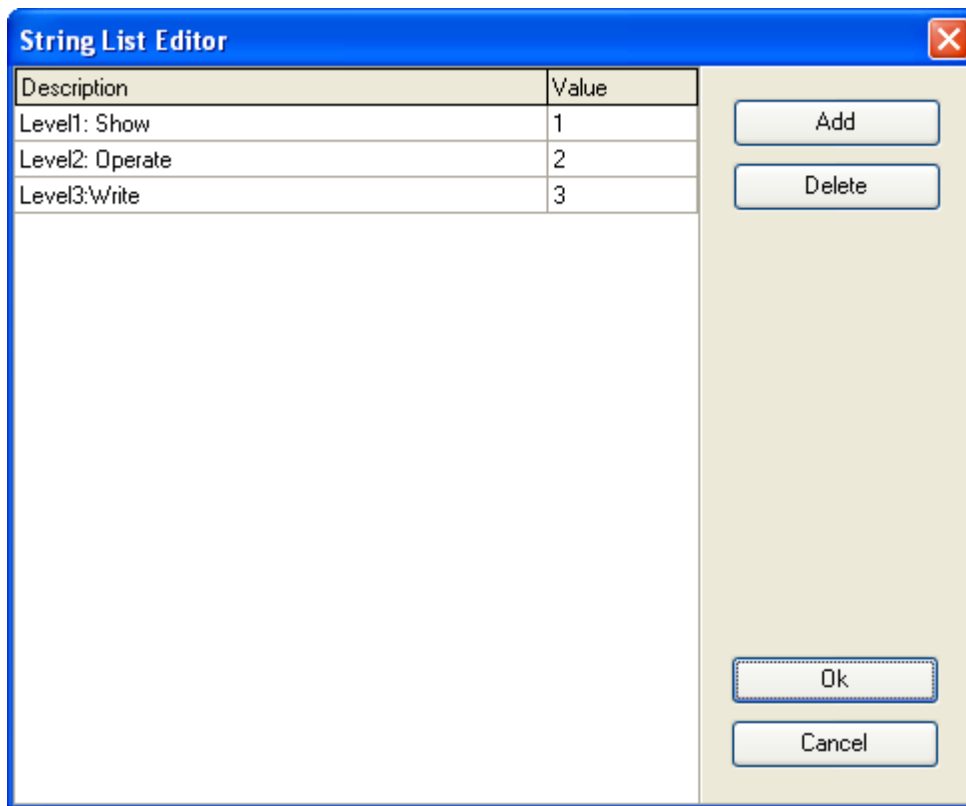 String List Editor
Description Value
Level1: Show 1
Level2: Operate 2
Level3:Write 3
Add
Delete
Ok
Cancel